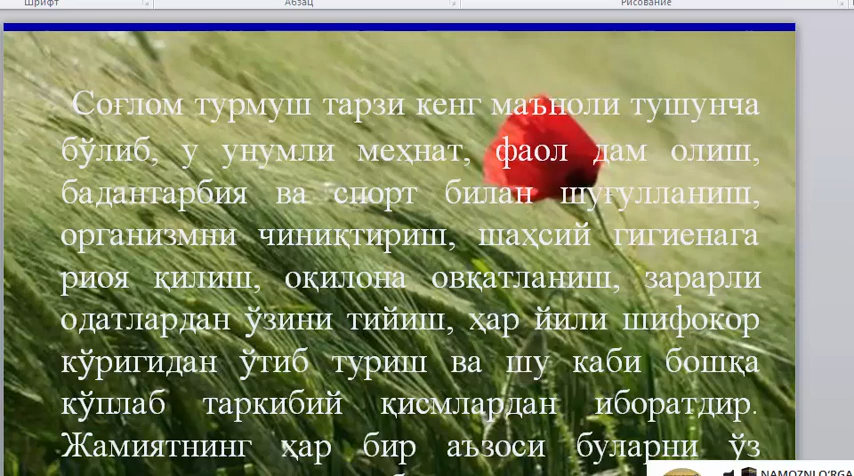 Шрифт Абзац Рисование
Соғлом турмуш тарзи кенг маъноли тушунча
бўлиб, у унумли меҳнат, фаол дам олиш,
бадантарбия ва спорт билан шуғулланиш,
организмни чиниқтириш, шаҳсий гигиенага
риоя қилиш, оқилона овқатланиш, зарарли
одатлардан ўзини тийиш, ҳар йили шифокор
кўригидан ўтиб туриш ва шу каби бошқа
кўплаб таркибий қисмлардан иборатдир.
Жамиятнинг ҳар бир аъзоси буларни ўз
NAMOZNI O'RGA